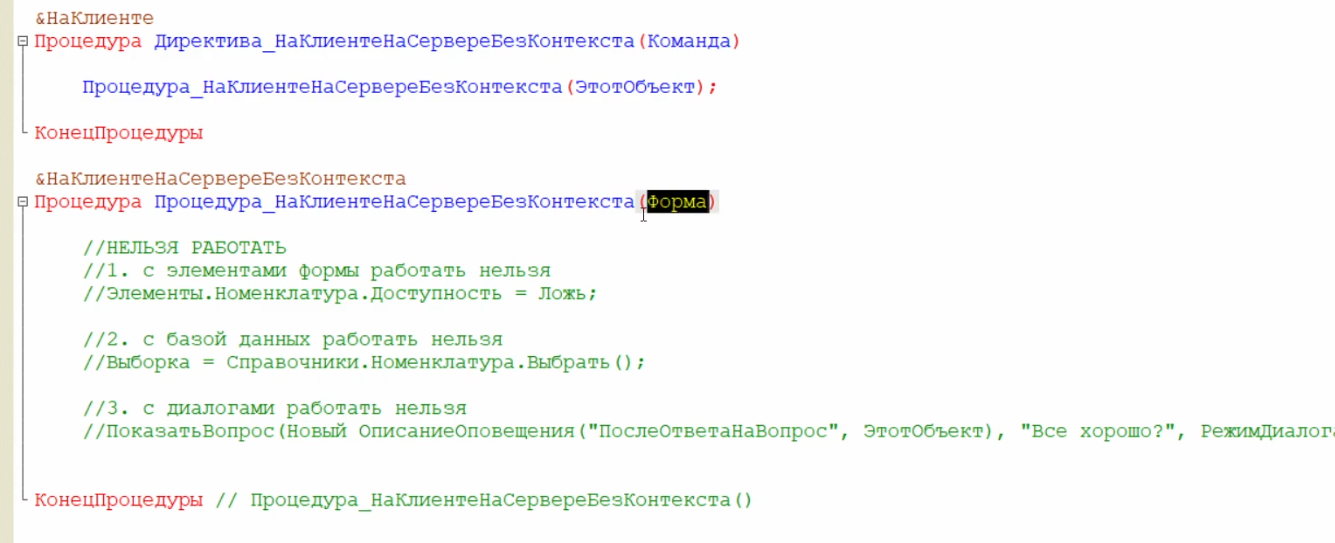 &НаКлиенте
Процедура Директива_НаКлиентеНаСервереБезКонтекста(Команда)
Процедура_НаКлиентеНаСервереБезКонтекста(ЭтотОбъект);
КонецПроцедуры
&НаКлиентеНаСервереБезКонтекста
Процедура Процедура_НаКлиентеНаСервереБезКонтекста(Форма)
//НЕЛЬЗЯ РАБОТАТЬ
//1. с элементами формы работать нельзя
//Элементы.Номенклатура.Доступность = Ложь;
//2. с базой данных работать нельзя
//Выборка = Справочники.Номенклатура.Выбрать();
//3. с диалогами работать нельзя
//ПоказатьВопрос(Новый ОписаниеОповещения("ПослеОтветаНаВопрос", ЭтотОбъект), "Все хорошо?", РежимДиалога
КонецПроцедуры // Процедура_НаКлиентеНаСервереБезКонтекста()